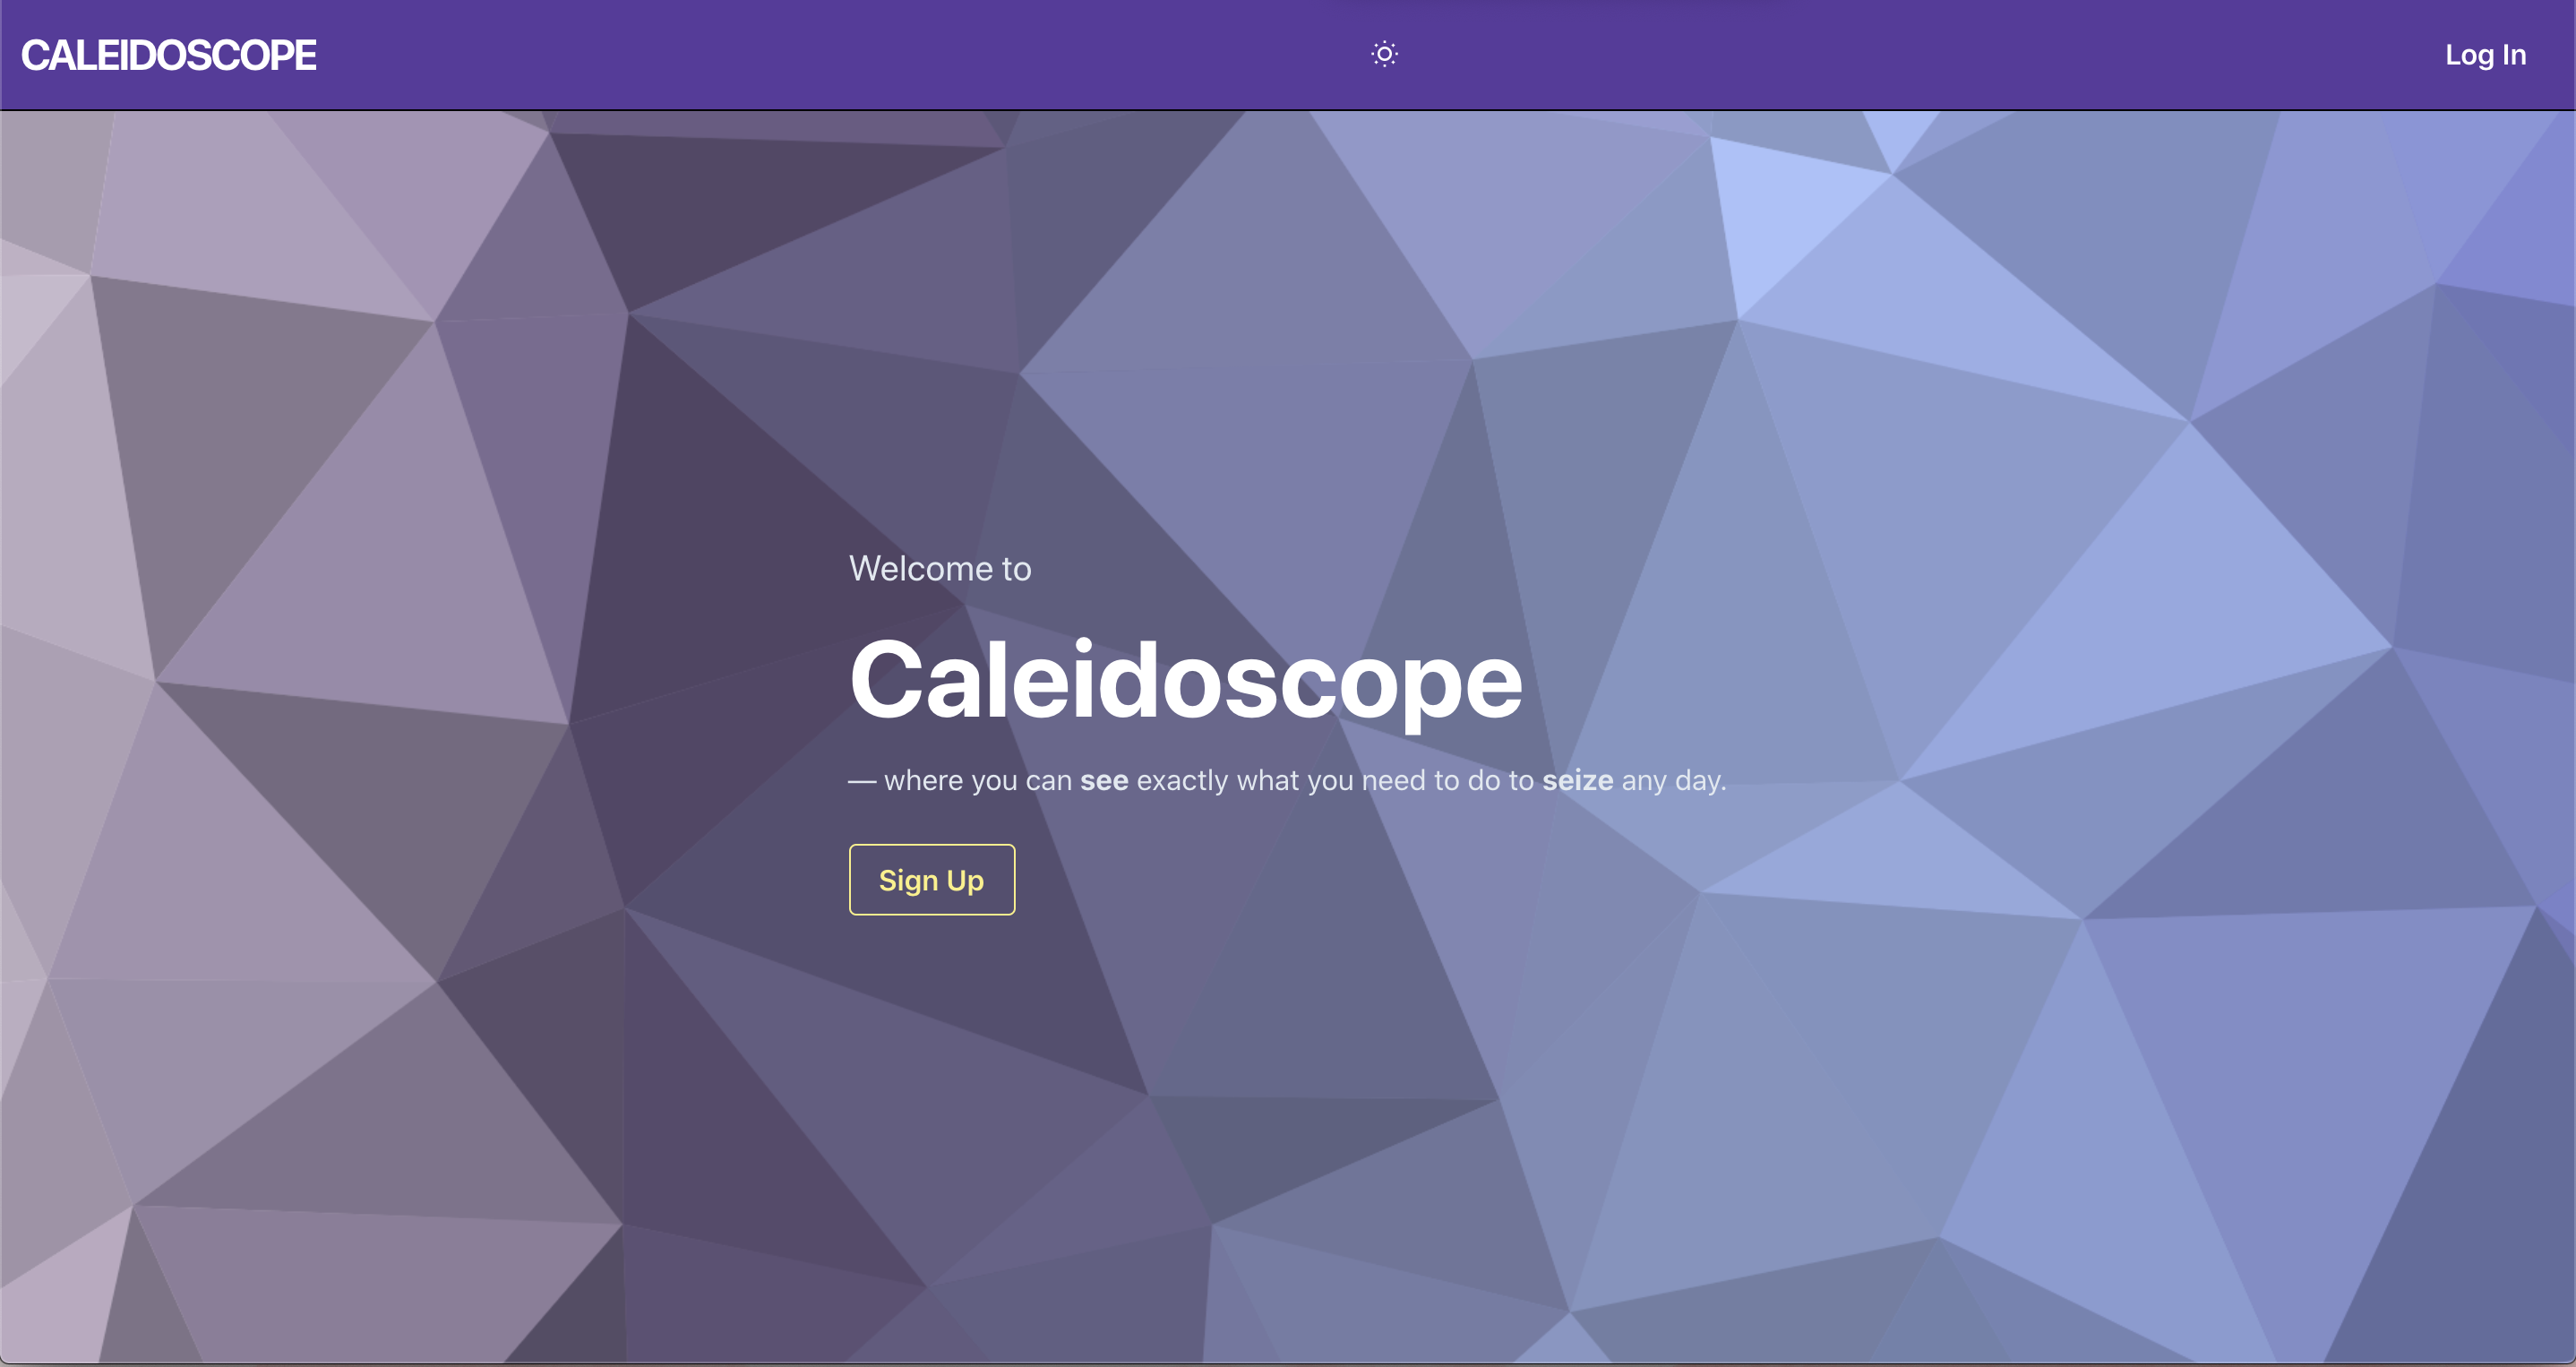 CALEIDOSCOPE
Log In
Welcome to
Caleidoscope
— where you can see exactly what you need to do to seize any day.
Sign Up